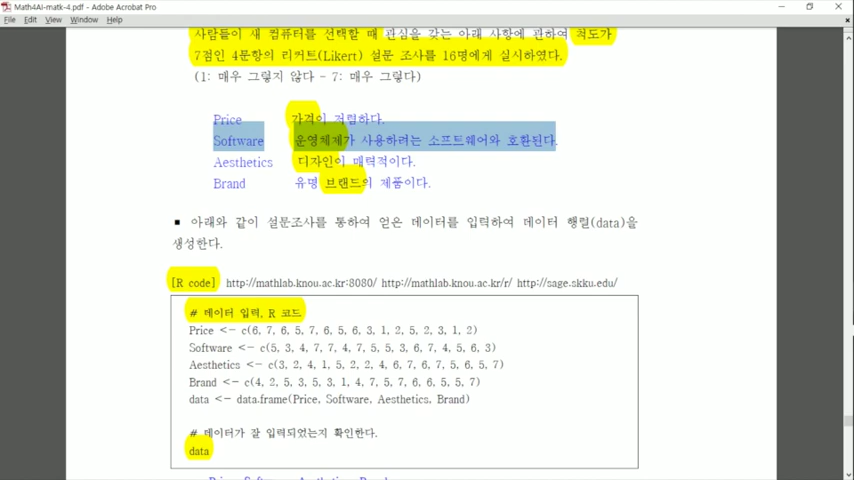 Math4AI-matk-4.pdf - Adobe Acrobat Pro
File Edit View Window Help
사람들이 새 컴퓨터를 선택할 때 관심을 갖는 아래 사항에 관하여 척도가
7점인 4문항의 리커트(Likert) 설문 조사를 16명에게 실시하였다.
(1: 매우 그렇지 않다 - 7: 매우 그렇다)
Price 가격이 저렴하다.
Software 운영체제가 사용하려는 소프트웨어와 호환된다.
Aesthetics 디자인이 매력적이다.
Brand 유명 브랜드의 제품이다.
■ 아래와 같이 설문조사를 통하여 얻은 데이터를 입력하여 데이터 행렬(data)을
생성한다.
[R code] http://mathlab.knou.ac.kr:8080/ http://mathlab.knou.ac.kr/r/ http://sage.skku.edu/
# 데이터 입력, R 코드
Price <- c(6, 7, 6, 5, 7, 6, 5, 6, 3, 1, 2, 5, 2, 3, 1, 2)
Software <- c(5, 3, 4, 7, 7, 4, 7, 5, 5, 3, 6, 7, 4, 5, 6, 3)
Aesthetics <- c(3, 2, 4, 1, 5, 2, 2, 4, 6, 7, 6, 7, 5, 6, 5, 7)
Brand <- c(4, 2, 5, 3, 5, 3, 1, 4, 7, 5, 7, 6, 6, 5, 5, 7)
data <- data.frame(Price, Software, Aesthetics, Brand)
# 데이터가 잘 입력되었는지 확인한다.
data
Price Software Aesthetics Brand